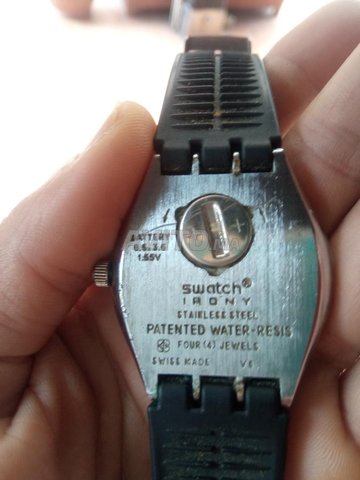 BATTERY
1.55V
swatch®
IRONY
STAINLESS STEEL
PATENTED WATER-RESIS
FOUR (4) JEWELS
SWISS MADE